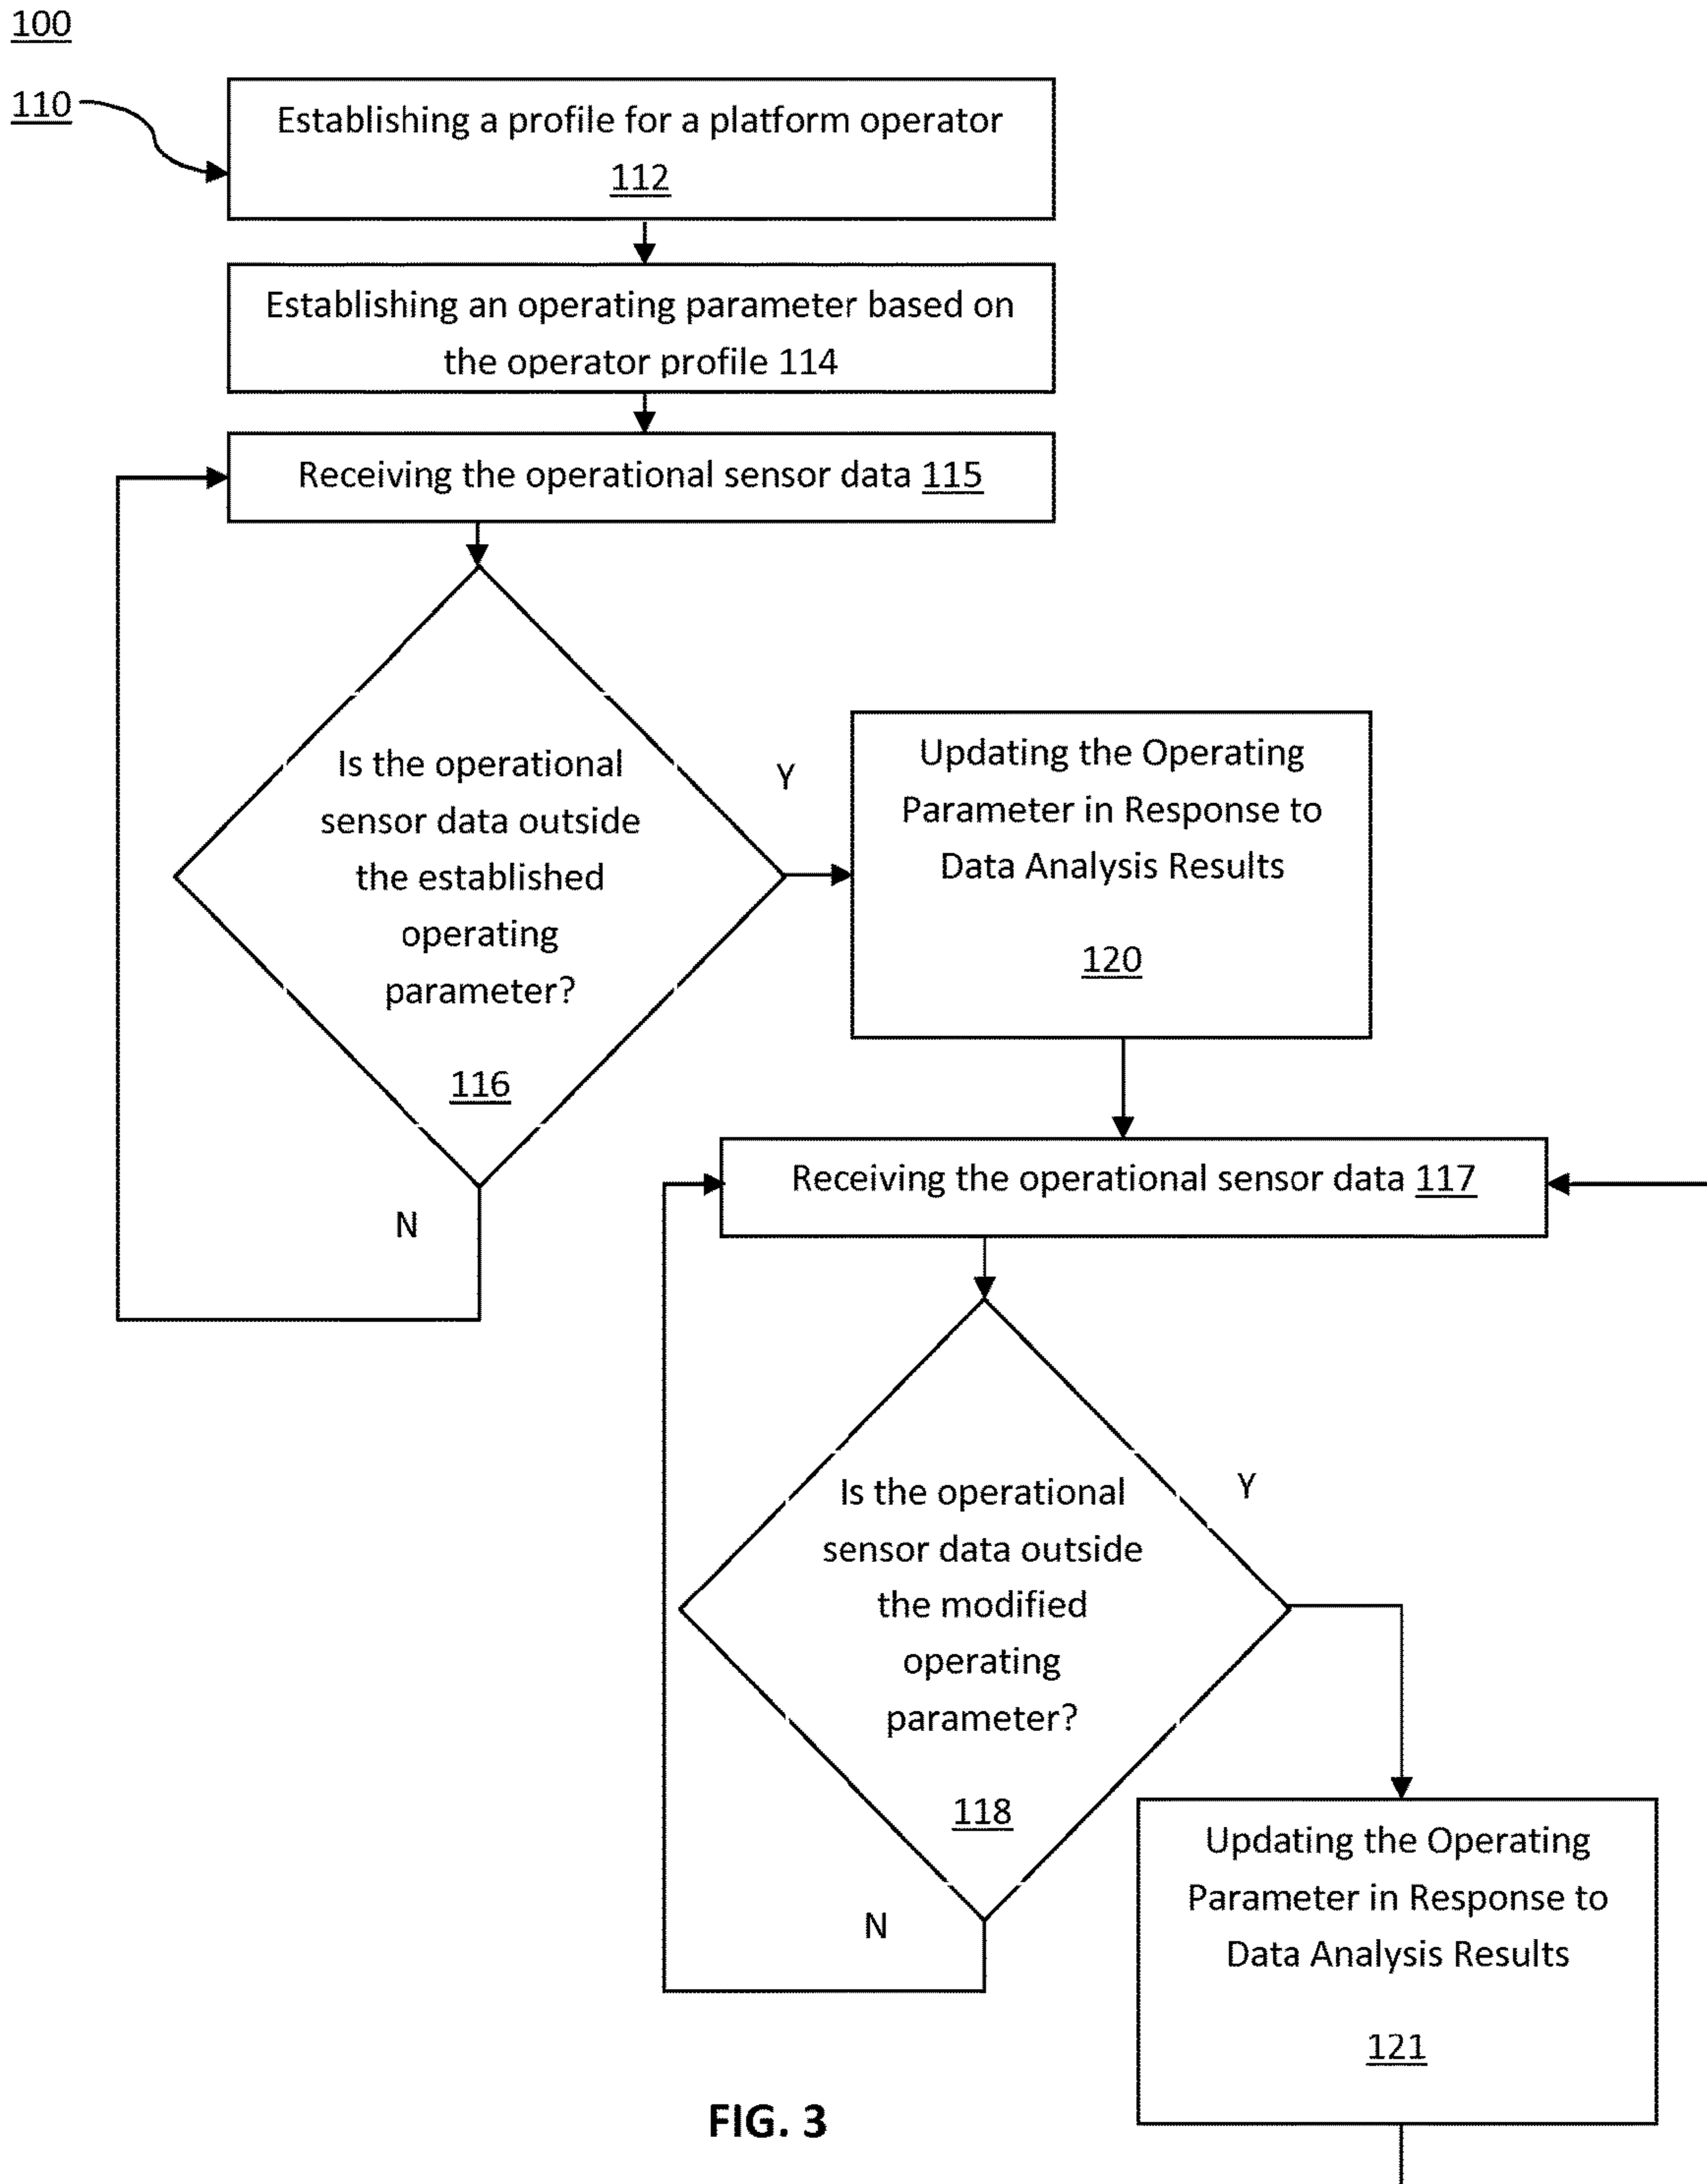 100
110
Establishing a profile for a platform operator
112
Establishing an operating parameter based on
the operator profile 114
Receiving the operational sensor data 115
Is the operational
sensor data outside
the established
operating
parameter?
116
Y
N
Updating the Operating
Parameter in Response to
Data Analysis Results
120
Receiving the operational sensor data 117
Is the operational
sensor data outside
the modified
operating
parameter?
118
Y
N
Updating the Operating
Parameter in Response to
Data Analysis Results
121
FIG. 3